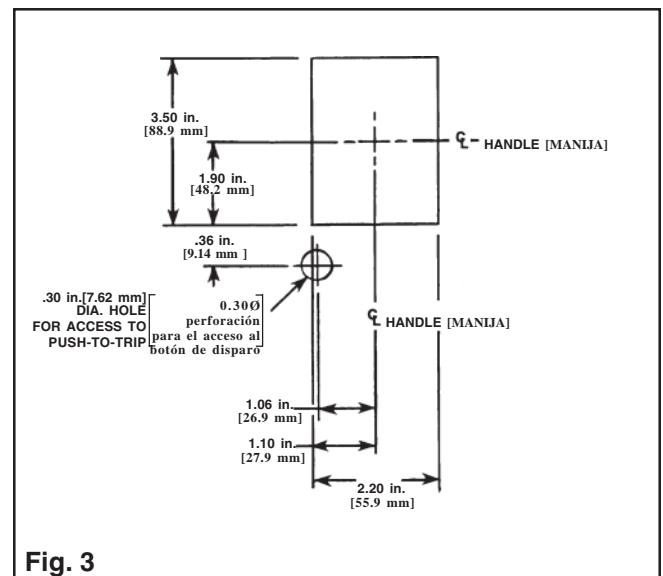 3.50 in.
[88.9 mm]
1.90 in.
[48.2 mm]
℄ HANDLE [MANIJA]
.36 in.
[9.14 mm ]
.30 in.[7.62 mm]
DIA. HOLE
FOR ACCESS TO
PUSH-TO-TRIP
0.30Ø
perforación
para el acceso al
botón de disparo
℄ HANDLE [MANIJA]
1.06 in.
[26.9 mm]
1.10 in.
[27.9 mm]
2.20 in.
[55.9 mm]
Fig. 3